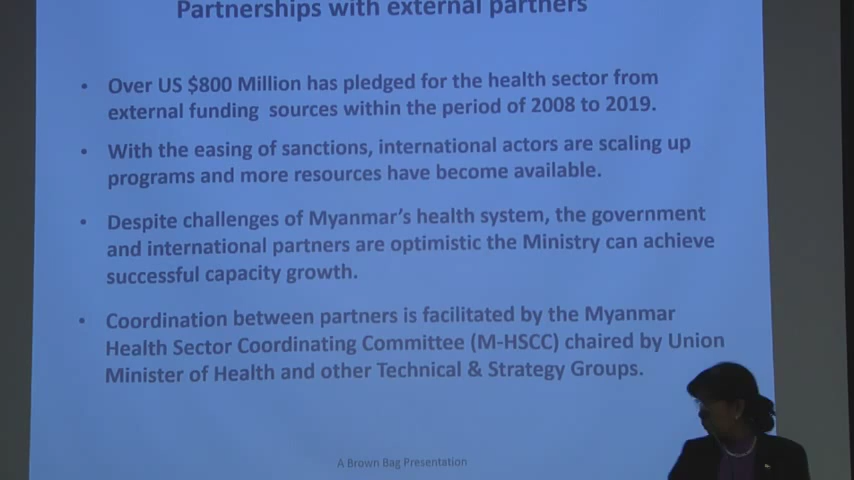 Partnerships with external partners
• Over US $800 Million has pledged for the health sector from
external funding sources within the period of 2008 to 2019.
• With the easing of sanctions, international actors are scaling up
programs and more resources have become available.
• Despite challenges of Myanmar's health system, the government
and international partners are optimistic the Ministry can achieve
successful capacity growth.
• Coordination between partners is facilitated by the Myanmar
Health Sector Coordinating Committee (M-HSCC) chaired by Union
Minister of Health and other Technical & Strategy Groups.
A Brown Bag Presentation